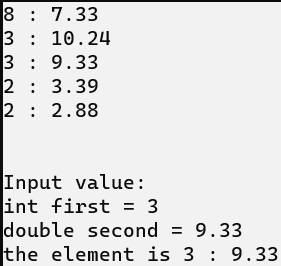 8 : 7.33
3 : 10.24
3 : 9.33
2 : 3.39
2 : 2.88
Input value:
int first = 3
double second = 9.33
the element is 3 : 9.33